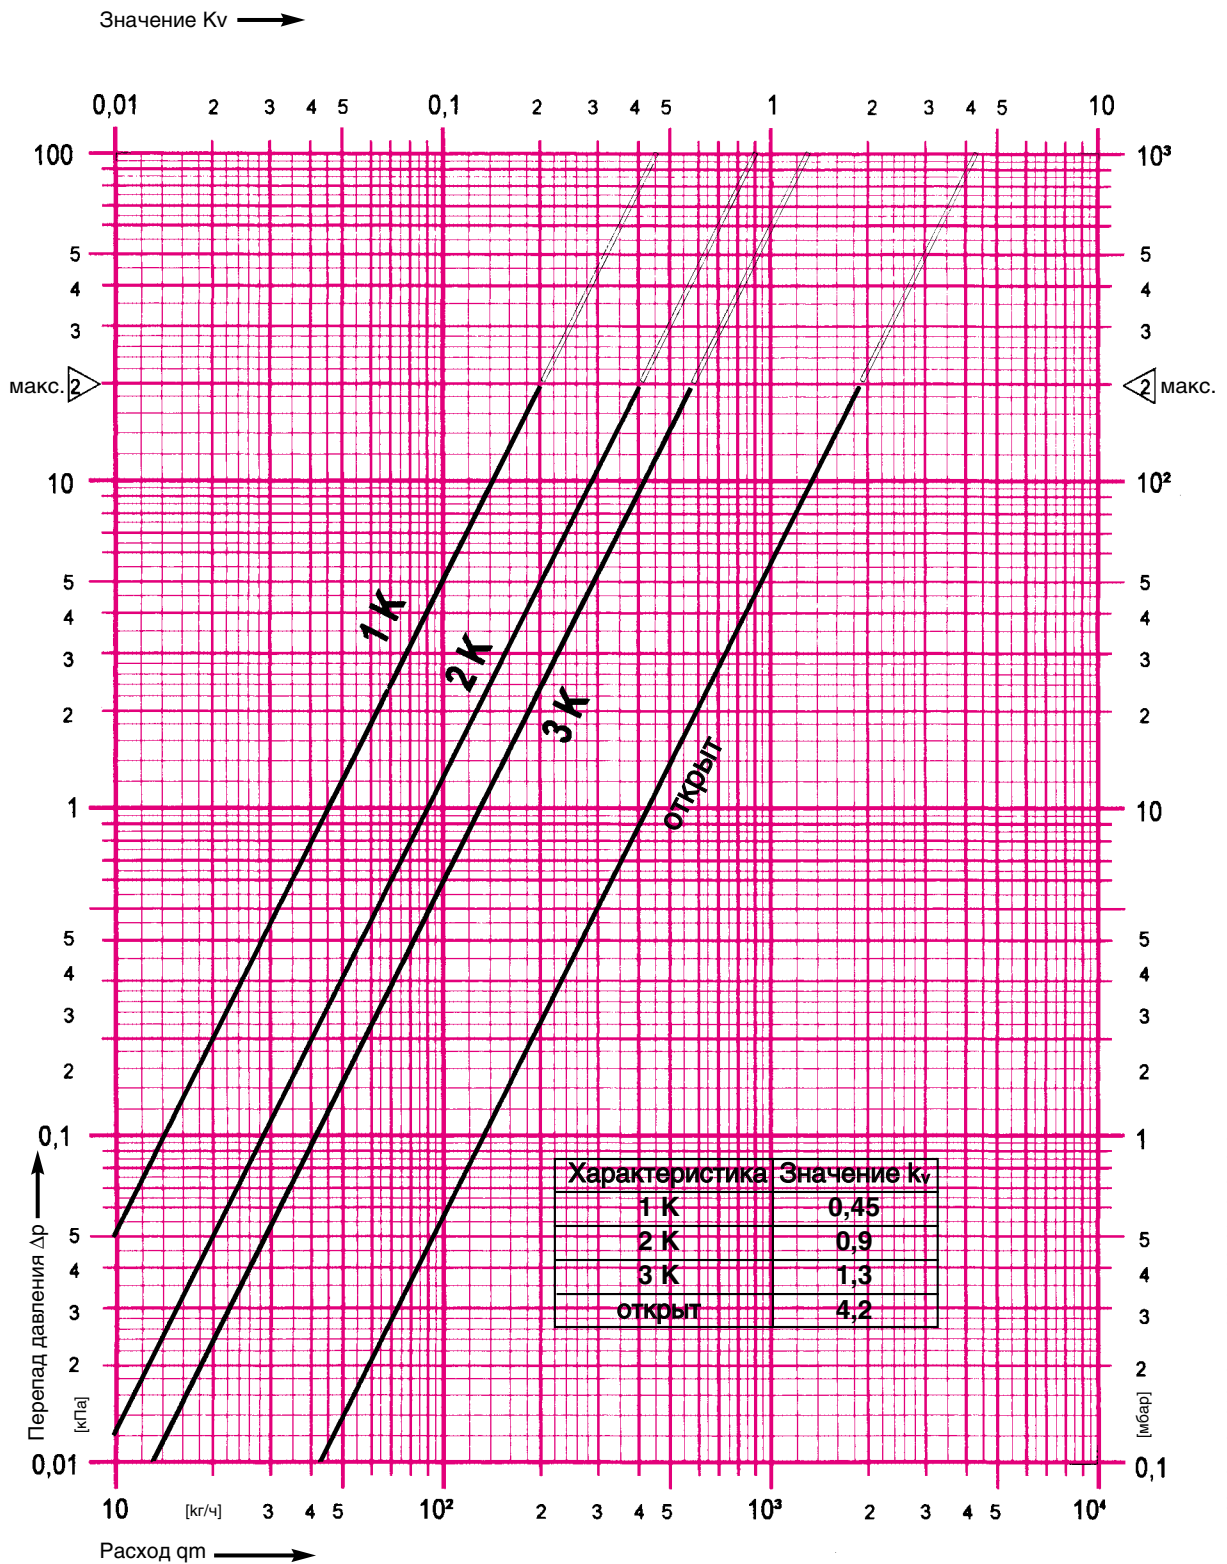 Значение Kv
0,01 2 3 4 5 0,1 2 3 4 5 1 2 3 4 5 10
100 10³
5 5
4 4
3 3
макс. 2 2 макс.
10 10²
5 5
4 4
3 3
2 2
1 K
2 K
3 K
открыт
1 10
5 5
4 4
3 3
2 2
0,1 1
Характеристика Значение kᵥ
1 K 0,45
2 K 0,9
3 K 1,3
открыт 4,2
5 5
4 4
3 3
2 2
Перепад давления Δp
[кПа]
[мбар]
0,01 0,1
10 [кг/ч] 3 4 5 10² 2 3 4 5 10³ 2 3 4 5 10⁴
Расход qm